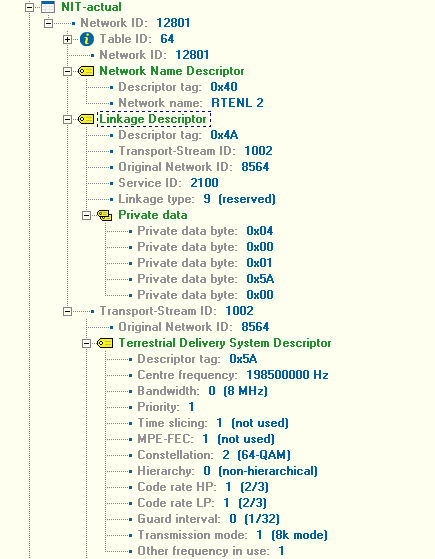 NIT-actual
Network ID: 12801
Table ID: 64
Network ID: 12801
Network Name Descriptor
Descriptor tag: 0x40
Network name: RTENL 2
Linkage Descriptor
Descriptor tag: 0x4A
Transport-Stream ID: 1002
Original Network ID: 8564
Service ID: 2100
Linkage type: 9 (reserved)
Private data
Private data byte: 0x04
Private data byte: 0x00
Private data byte: 0x01
Private data byte: 0x5A
Private data byte: 0x00
Transport-Stream ID: 1002
Original Network ID: 8564
Terrestrial Delivery System Descriptor
Descriptor tag: 0x5A
Centre frequency: 198500000 Hz
Bandwidth: 0 (8 MHz)
Priority: 1
Time slicing: 1 (not used)
MPE-FEC: 1 (not used)
Constellation: 2 (64-QAM)
Hierarchy: 0 (non-hierarchical)
Code rate HP: 1 (2/3)
Code rate LP: 1 (2/3)
Guard interval: 0 (1/32)
Transmission mode: 1 (8k mode)
Other frequency in use: 1